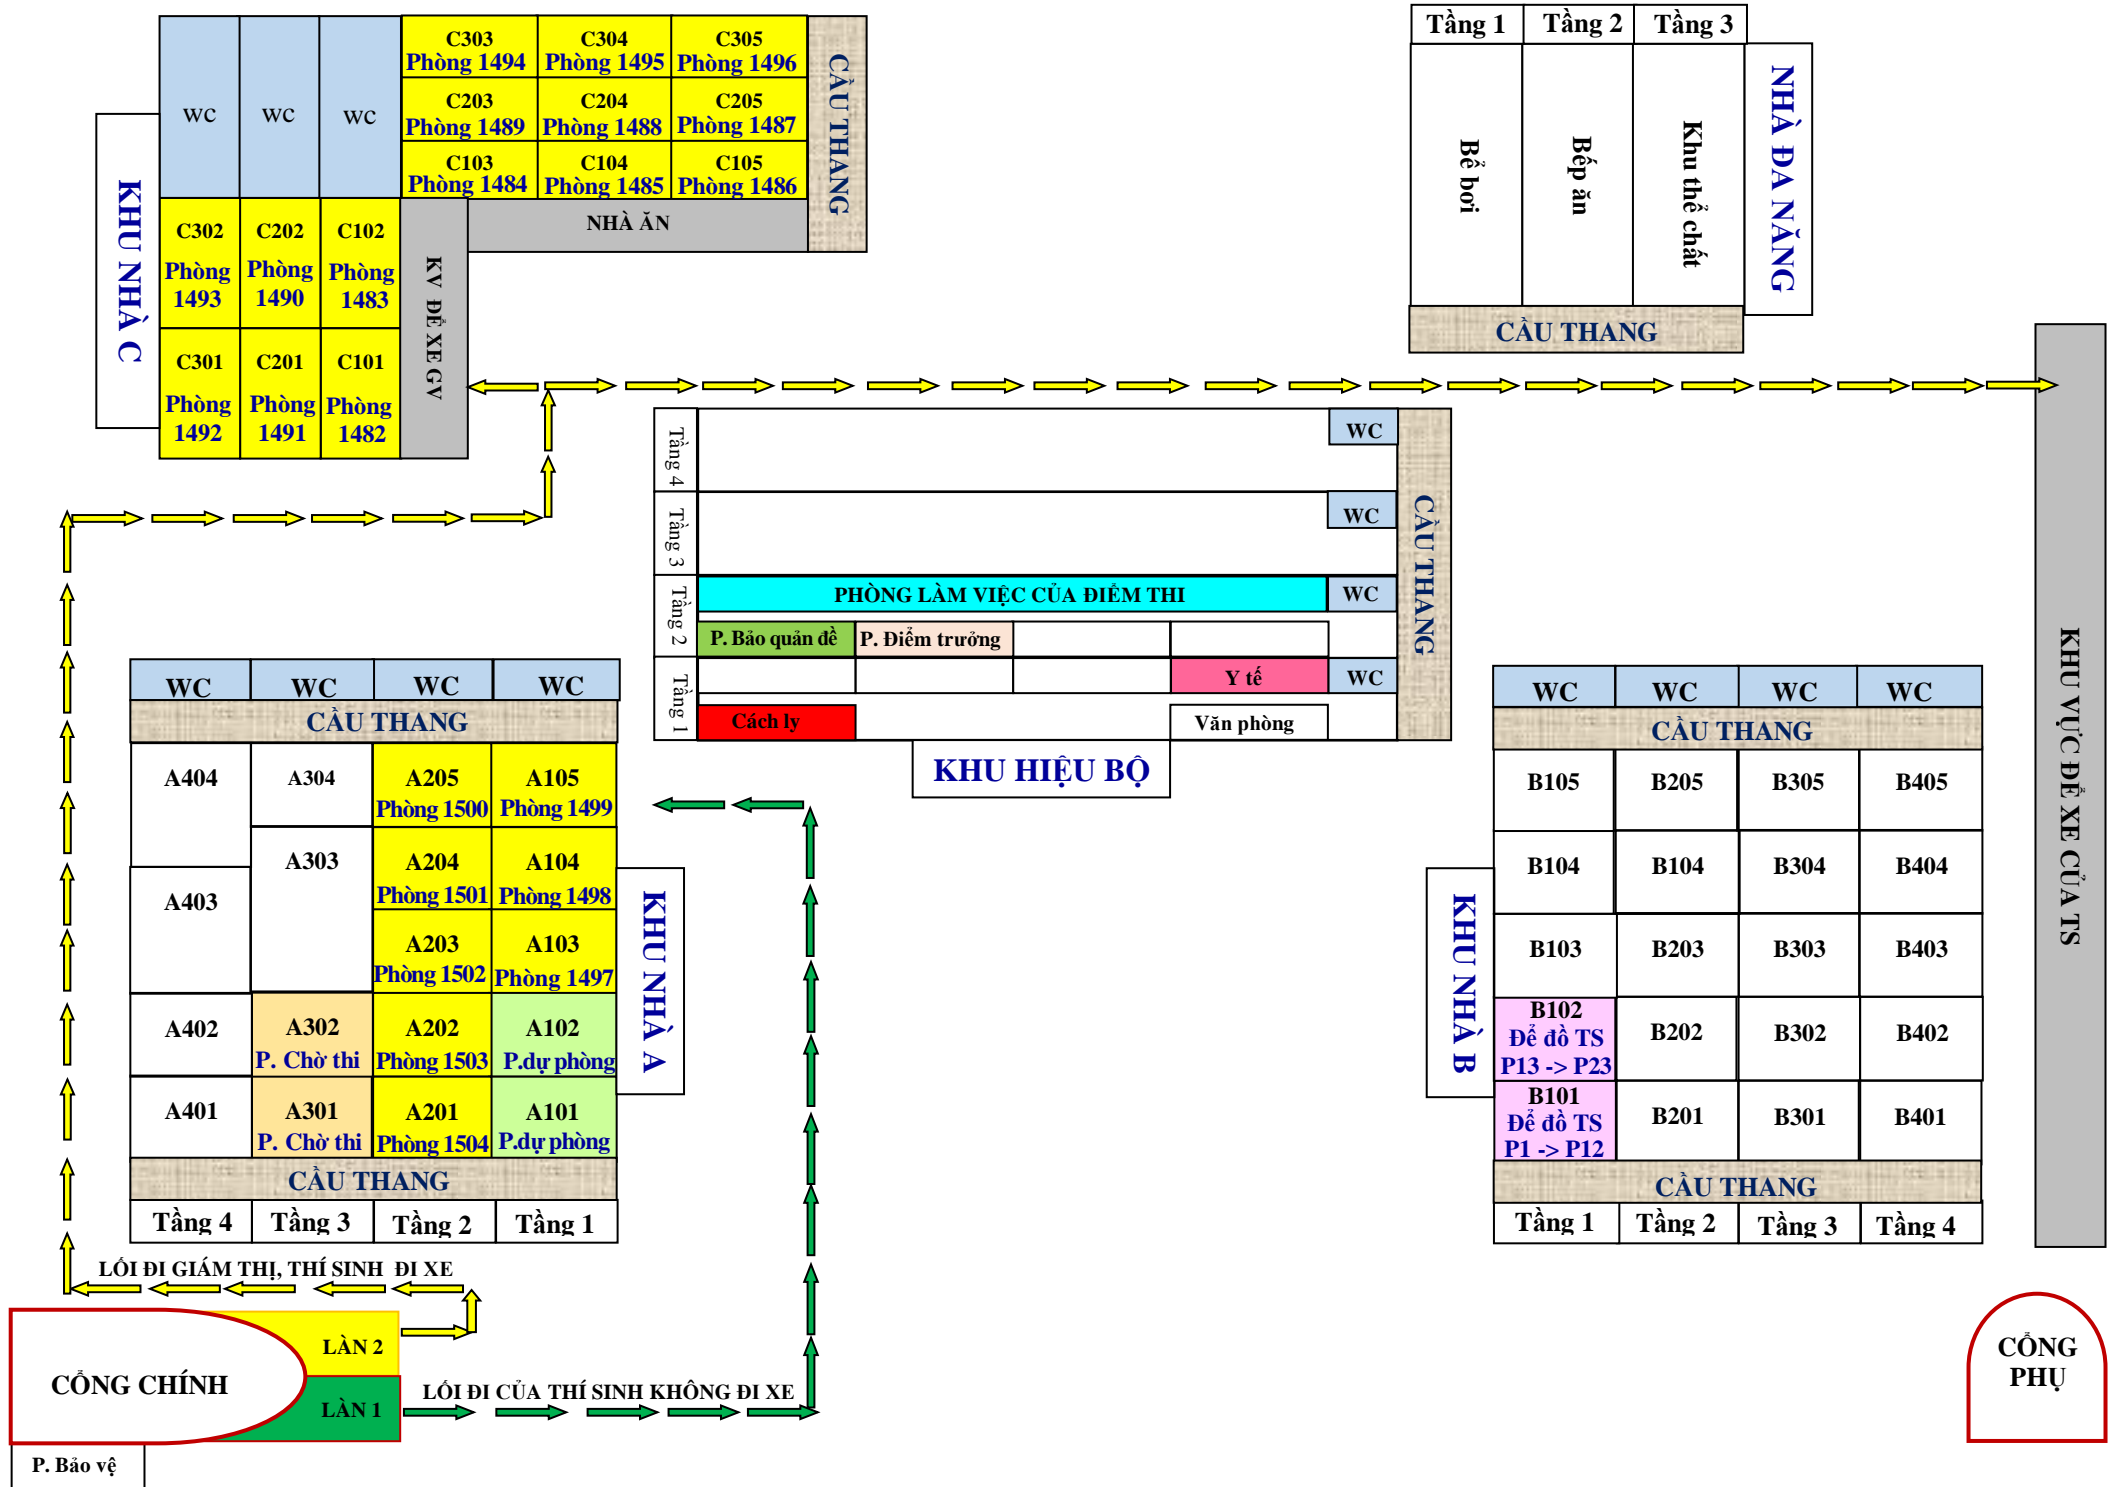 KHU NHÀ C
WC
WC
WC
C303
Phòng 1494
C304
Phòng 1495
C305
Phòng 1496
C203
Phòng 1489
C204
Phòng 1488
C205
Phòng 1487
C103
Phòng 1484
C104
Phòng 1485
C105
Phòng 1486
CẦU THANG
NHÀ ĂN
C302
Phòng
1493
C202
Phòng
1490
C102
Phòng
1483
C301
Phòng
1492
C201
Phòng
1491
C101
Phòng
1482
KV ĐỂ XE GV
Tầng 1
Tầng 2
Tầng 3
Bể bơi
Bếp ăn
Khu thể chất
NHÀ ĐA NĂNG
CẦU THANG
Tầng 4
WC
Tầng 3
WC
Tầng 2
PHÒNG LÀM VIỆC CỦA ĐIỂM THI
WC
P. Bảo quản đề
P. Điểm trưởng
Tầng 1
Y tế
WC
Cách ly
Văn phòng
CẦU THANG
KHU HIỆU BỘ
WC
WC
WC
WC
CẦU THANG
A404
A304
A205
Phòng 1500
A105
Phòng 1499
A403
A303
A204
Phòng 1501
A104
Phòng 1498
A203
Phòng 1502
A103
Phòng 1497
A402
A302
P. Chờ thi
A202
Phòng 1503
A102
P.dự phòng
A401
A301
P. Chờ thi
A201
Phòng 1504
A101
P.dự phòng
CẦU THANG
Tầng 4
Tầng 3
Tầng 2
Tầng 1
KHU NHÀ A
WC
WC
WC
WC
CẦU THANG
B105
B205
B305
B405
B104
B104
B304
B404
B103
B203
B303
B403
B102
Để đồ TS
P13 -> P23
B202
B302
B402
B101
Để đồ TS
P1 -> P12
B201
B301
B401
CẦU THANG
Tầng 1
Tầng 2
Tầng 3
Tầng 4
KHU NHÀ B
KHU VỰC ĐỂ XE CỦA TS
LỐI ĐI GIÁM THỊ, THÍ SINH ĐI XE
LÀN 2
CỔNG CHÍNH
LÀN 1
LỐI ĐI CỦA THÍ SINH KHÔNG ĐI XE
P. Bảo vệ
CỔNG
PHỤ